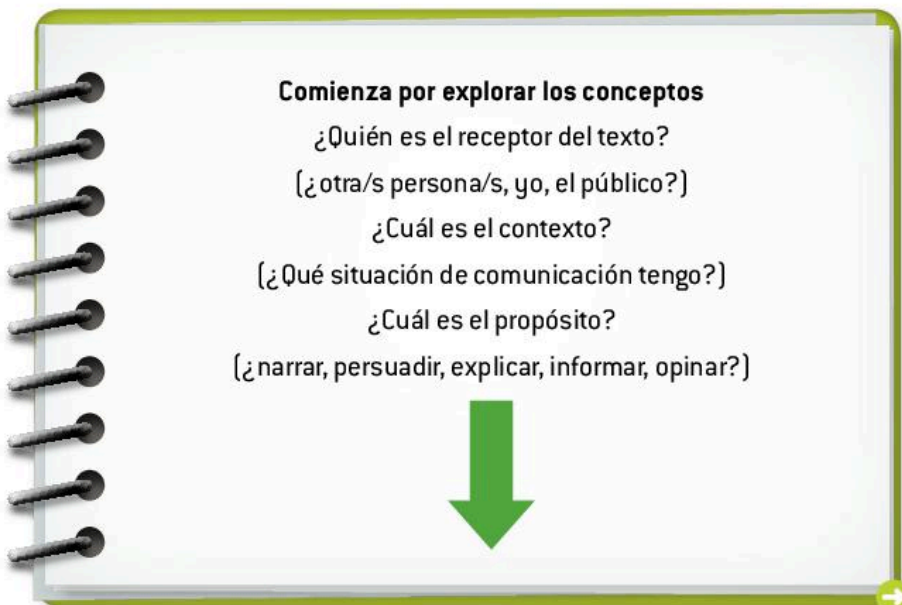 Comienza por explorar los conceptos
¿Quién es el receptor del texto?
(¿otra/s persona/s, yo, el público?)
¿Cuál es el contexto?
(¿Qué situación de comunicación tengo?)
¿Cuál es el propósito?
(¿narrar, persuadir, explicar, informar, opinar?)